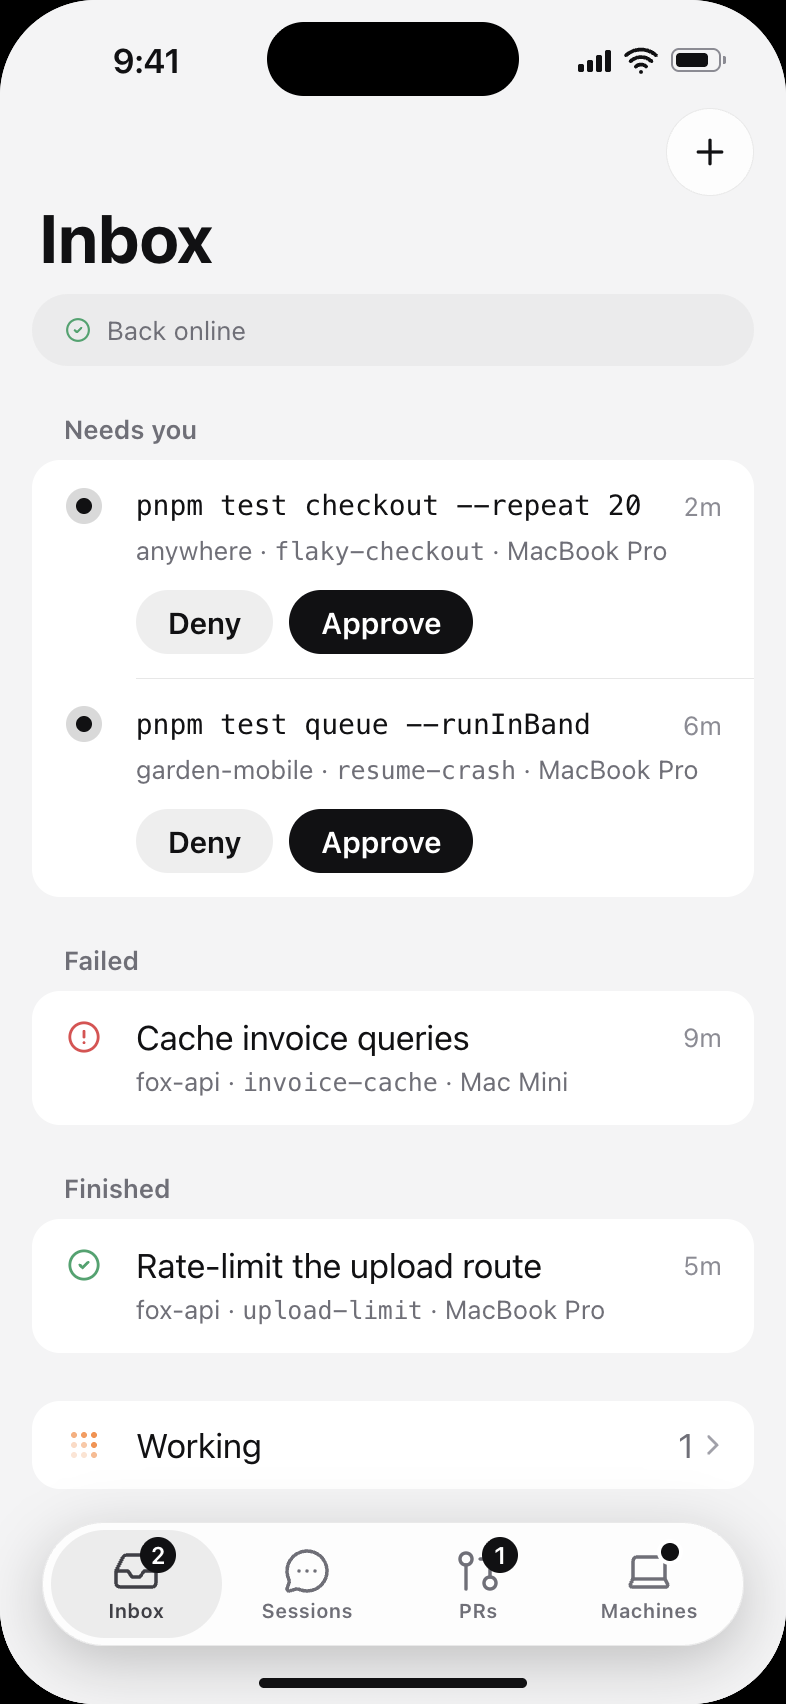 9:41
Inbox
Back online
Needs you
pnpm test checkout --repeat 20 2m
anywhere · flaky-checkout · MacBook Pro
Deny Approve
pnpm test queue --runInBand 6m
garden-mobile · resume-crash · MacBook Pro
Deny Approve
Failed
Cache invoice queries 9m
fox-api · invoice-cache · Mac Mini
Finished
Rate-limit the upload route 5m
fox-api · upload-limit · MacBook Pro
Working 1
2 1
Inbox Sessions PRs Machines